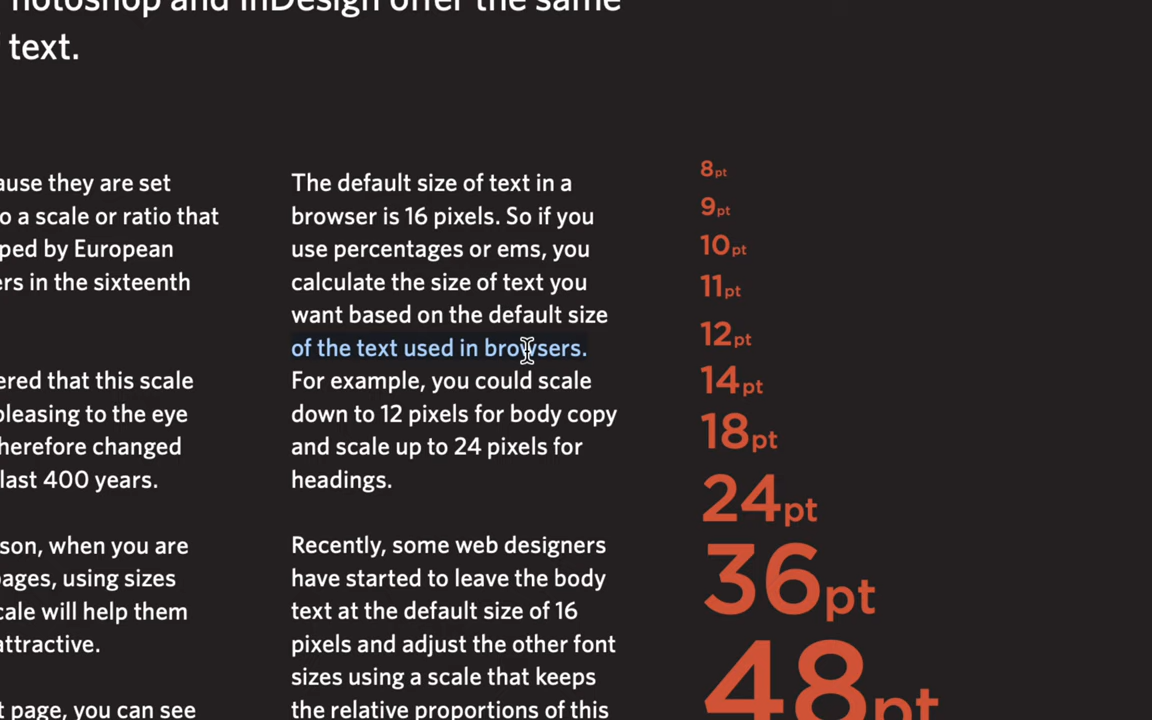 Photoshop and InDesign offer the same
text.
ause they are set
o a scale or ratio that
ped by European
ers in the sixteenth
ered that this scale
pleasing to the eye
herefore changed
last 400 years.
son, when you are
pages, using sizes
cale will help them
attractive.
t page, you can see
The default size of text in a
browser is 16 pixels. So if you
use percentages or ems, you
calculate the size of text you
want based on the default size
of the text used in browsers.
For example, you could scale
down to 12 pixels for body copy
and scale up to 24 pixels for
headings.
Recently, some web designers
have started to leave the body
text at the default size of 16
pixels and adjust the other font
sizes using a scale that keeps
the relative proportions of this
8pt
9pt
10pt
11pt
12pt
14pt
18pt
24pt
36pt
48pt